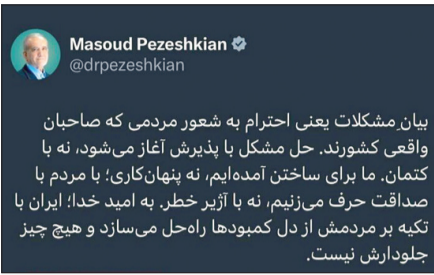 Masoud Pezeshkian
@drpezeshkian
بیان ِمشکلات یعنی احترام به شعور مردمی که صاحبان
واقعی کشورند. حل مشکل با پذیرش آغاز می‌شود، نه با
کتمان. ما برای ساختن آمده‌ایم، نه پنهان‌کاری؛ با مردم با
صداقت حرف می‌زنیم، نه با آژیر خطر. به امید خدا؛ ایران با
تکیه بر مردمش از دل کمبودها راه‌حل می‌سازد و هیچ چیز
جلودارش نیست.